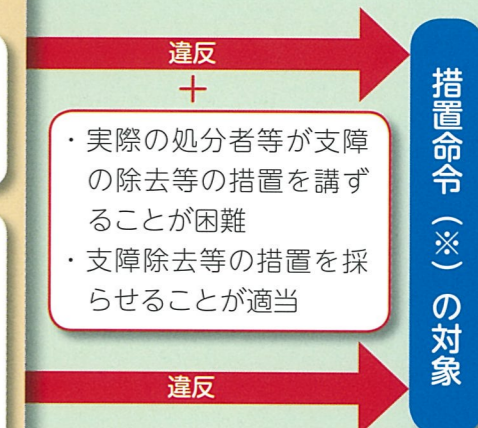 違反
+
・実際の処分者等が支障
の除去等の措置を講ず
ることが困難
・支障除去等の措置を採
らせることが適当
違反
措置命令（※）の対象